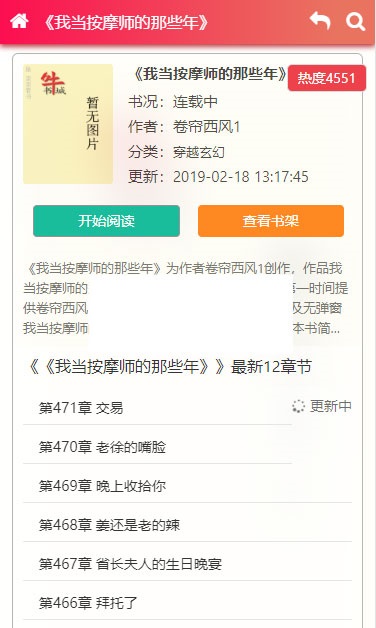 《我当按摩师的那些年》
《我当按摩师的那些年》
热度4551
书城
暂无图片
书况：连载中
作者：卷帘西风1
分类：穿越玄幻
更新：2019-02-18 13:17:45
开始阅读
查看书架
《我当按摩师的那些年》为作者卷帘西风1创作，作品我
当按摩师的 第一时间提
供卷帘西风 及无弹窗
我当按摩师 本书简...
《《我当按摩师的那些年》》最新12章节
第471章 交易
更新中
第470章 老徐的嘴脸
第469章 晚上收拾你
第468章 姜还是老的辣
第467章 省长夫人的生日晚宴
第466章 拜托了